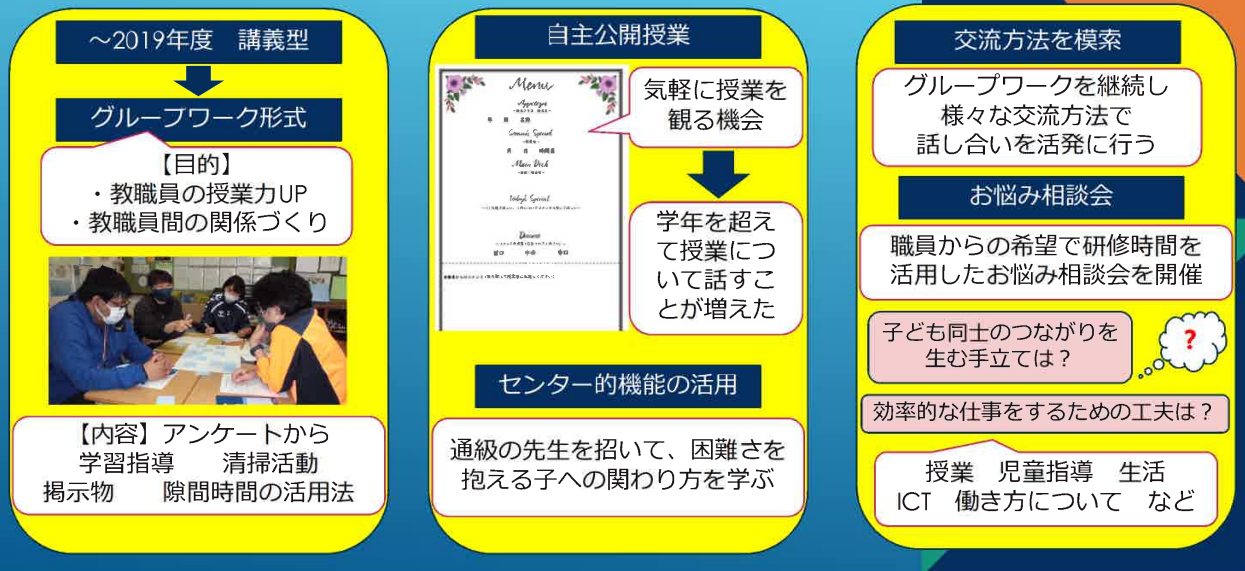 ～2019年度　講義型
グループワーク形式
【目的】
・教職員の授業力UP
・教職員間の関係づくり
【内容】アンケートから
学習指導　　清掃活動
掲示物　　隙間時間の活用法
自主公開授業
Menu
Appetizer
年　組　名前
月　日　時間目
Main Dish
Dessert
気軽に授業を
観る機会
学年を超え
て授業につ
いて話すこ
とが増えた
センター的機能の活用
通級の先生を招いて、困難さを
抱える子への関わり方を学ぶ
交流方法を模索
グループワークを継続し
様々な交流方法で
話し合いを活発に行う
お悩み相談会
職員からの希望で研修時間を
活用したお悩み相談会を開催
子ども同士のつながりを
生む手立ては？
?
効率的な仕事をするための工夫は？
授業　児童指導　生活
ICT　働き方について　など